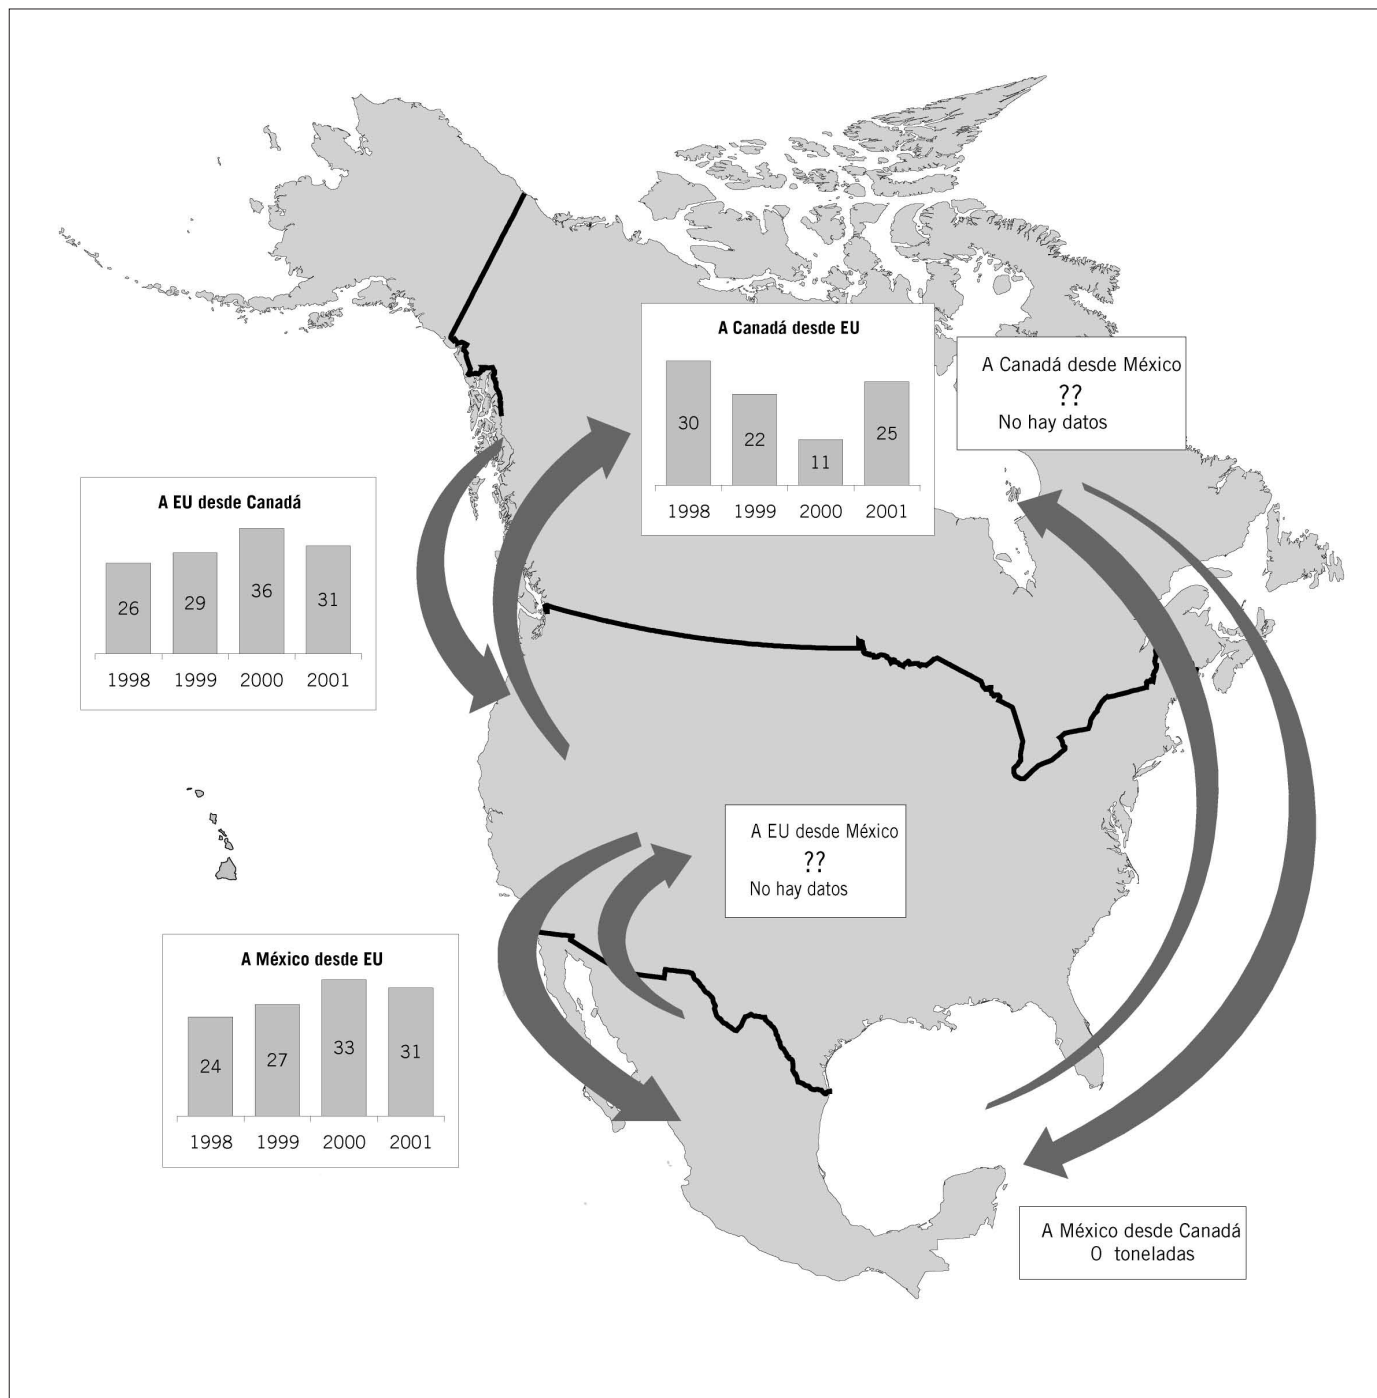 A Canadá desde EU
30
22
11
25
1998
1999
2000
2001
A Canadá desde México
??
No hay datos
A EU desde Canadá
26
29
36
31
1998
1999
2000
2001
A EU desde México
??
No hay datos
A México desde EU
24
27
33
31
1998
1999
2000
2001
A México desde Canadá
0 toneladas